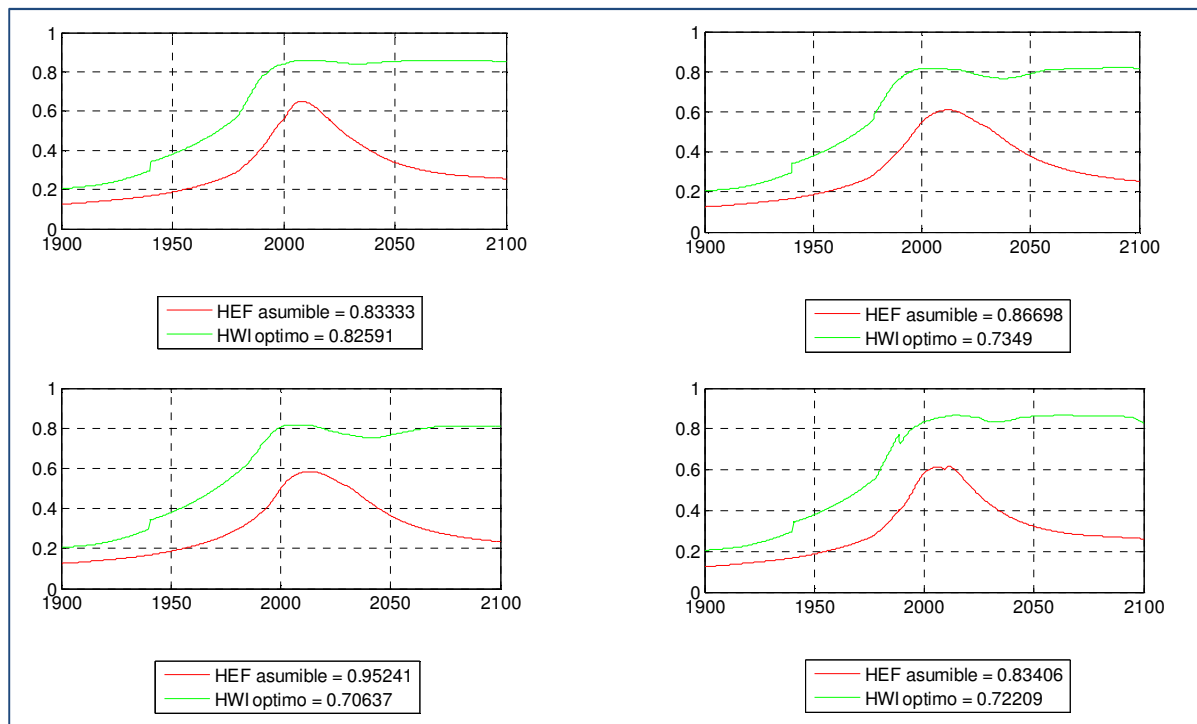 1
0.8
0.6
0.4
0.2
0
1900 1950 2000 2050 2100
HEF asumible = 0.83333
HWI optimo = 0.82591
1
0.8
0.6
0.4
0.2
0
1900 1950 2000 2050 2100
HEF asumible = 0.86698
HWI optimo = 0.7349
1
0.8
0.6
0.4
0.2
0
1900 1950 2000 2050 2100
HEF asumible = 0.95241
HWI optimo = 0.70637
1
0.8
0.6
0.4
0.2
0
1900 1950 2000 2050 2100
HEF asumible = 0.83406
HWI optimo = 0.72209